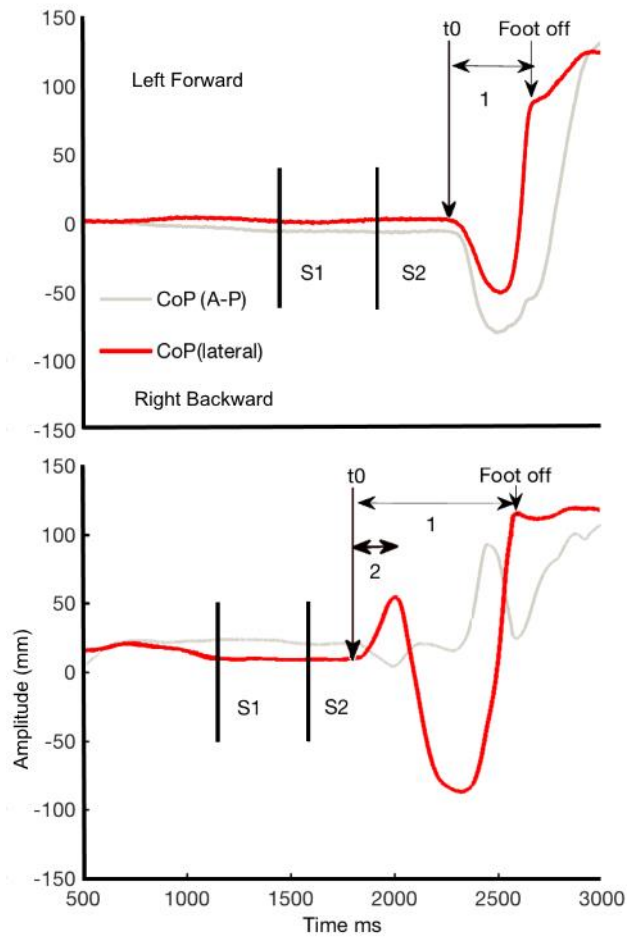 150
t0
Foot off
100
1
Left Forward
50
0
S1
S2
-50
CoP (A-P)
CoP(lateral)
-100
Right Backward
-150
150
t0
Foot off
100
1
2
50
0
S1
S2
-50
Amplitude (mm)
-100
-150
500 1000 1500 2000 2500 3000
Time ms